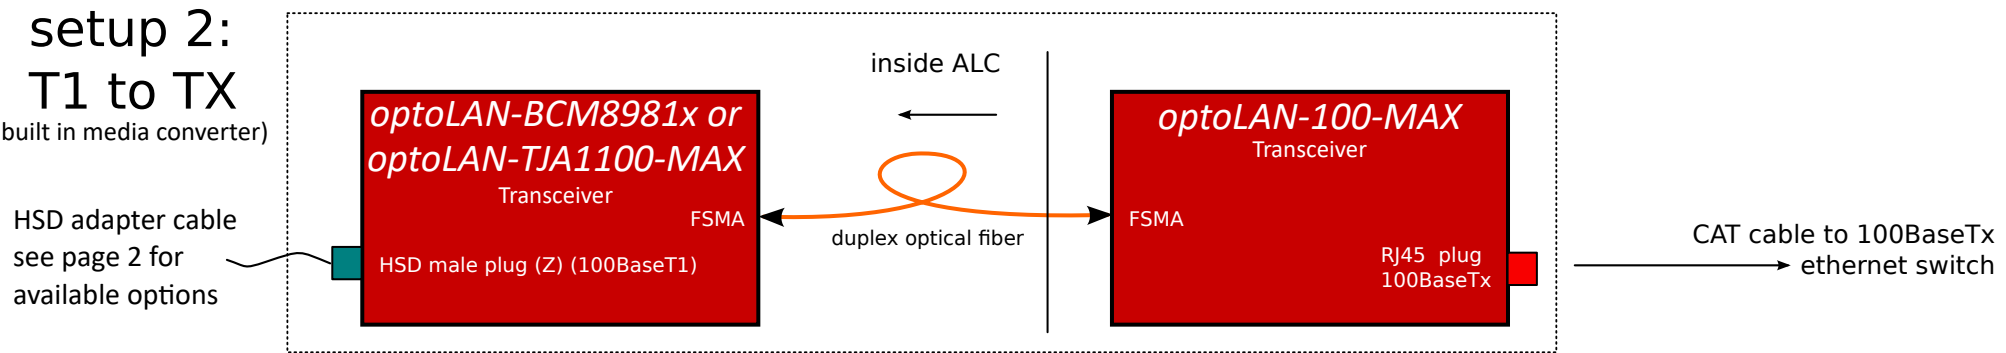 setup 2:
T1 to TX
built in media converter)
HSD adapter cable
see page 2 for
available options
optoLAN-BCM8981x or
optoLAN-TJA1100-MAX
Transceiver
FSMA
HSD male plug (Z) (100BaseT1)
inside ALC
duplex optical fiber
optoLAN-100-MAX
Transceiver
FSMA
RJ45 plug
100BaseTx
CAT cable to 100BaseTx
ethernet switch